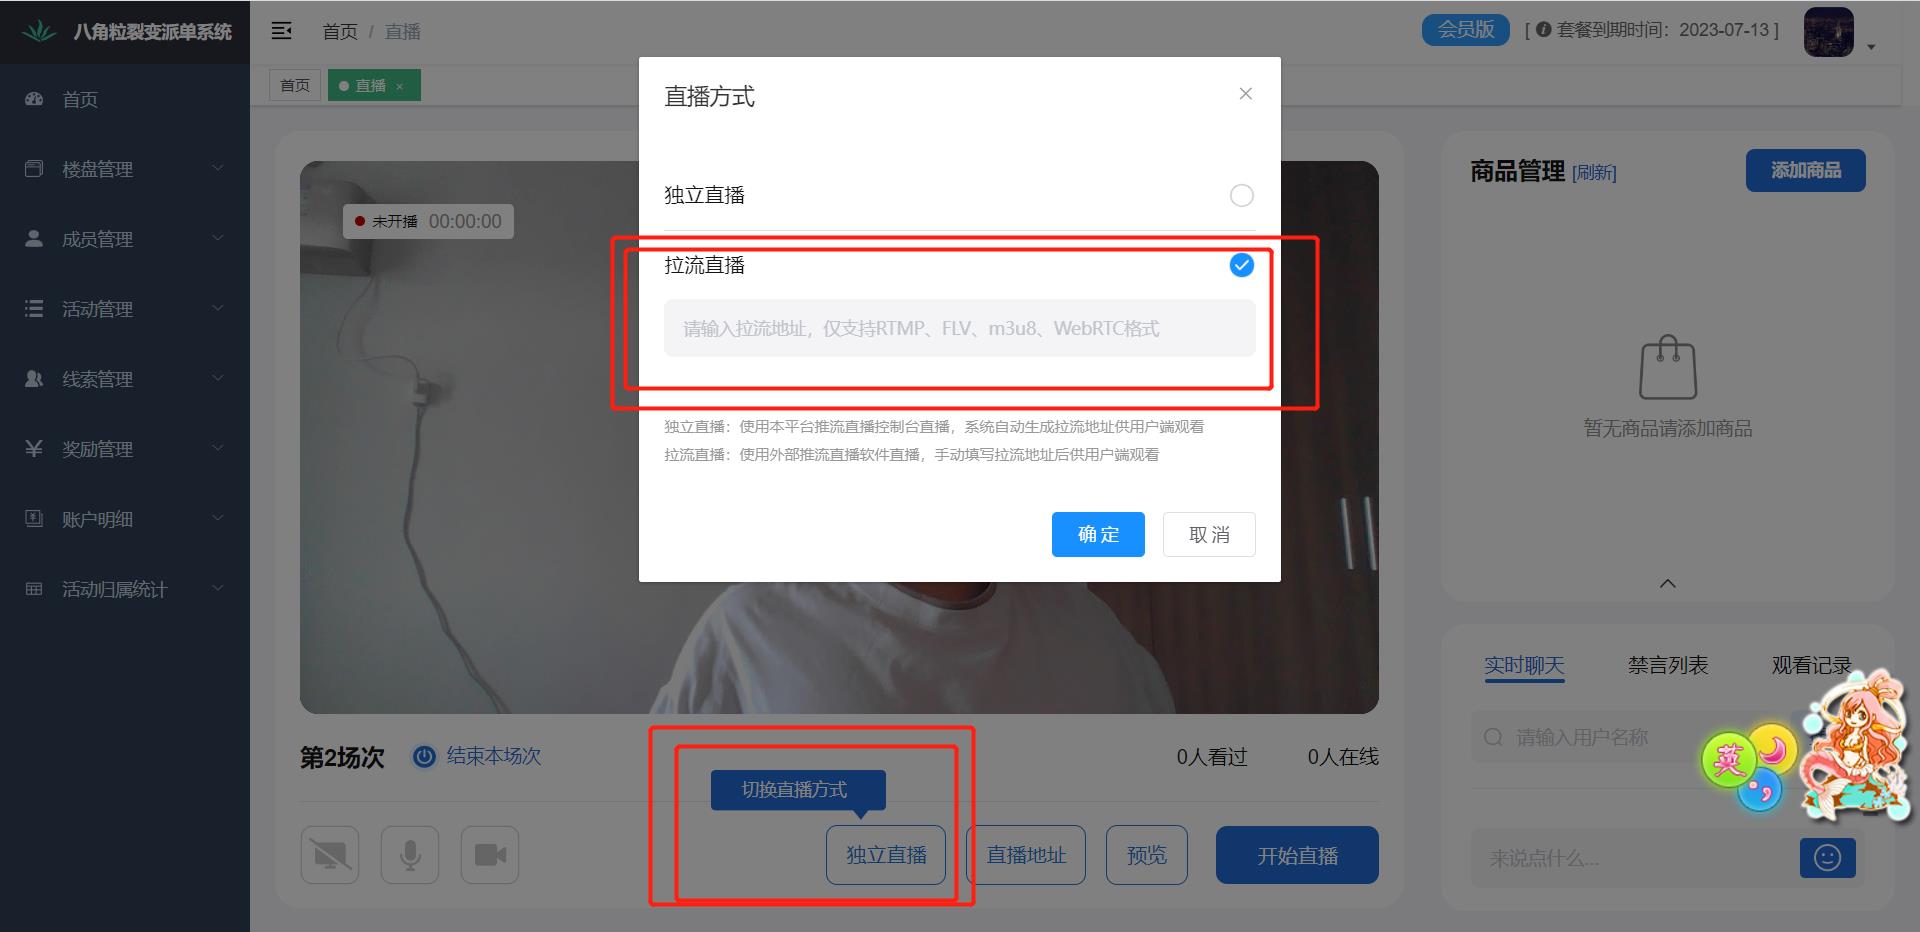 八角粒裂变派单系统
首页 / 直播
会员版 [ 套餐到期时间：2023-07-13 ]
首页
直播 ×
首页
楼盘管理
成员管理
活动管理
线索管理
奖励管理
账户明细
活动归属统计
未开播 00:00:00
直播方式
独立直播
拉流直播
请输入拉流地址，仅支持RTMP、FLV、m3u8、WebRTC格式
独立直播：使用本平台推流直播控制台直播，系统自动生成拉流地址供用户端观看
拉流直播：使用外部推流直播软件直播，手动填写拉流地址后供用户端观看
确 定
取 消
第2场次
结束本场次
0人看过
0人在线
切换直播方式
独立直播
直播地址
预览
开始直播
商品管理 [刷新]
添加商品
暂无商品请添加商品
实时聊天
禁言列表
观看记录
请输入用户名称
英
来说点什么...